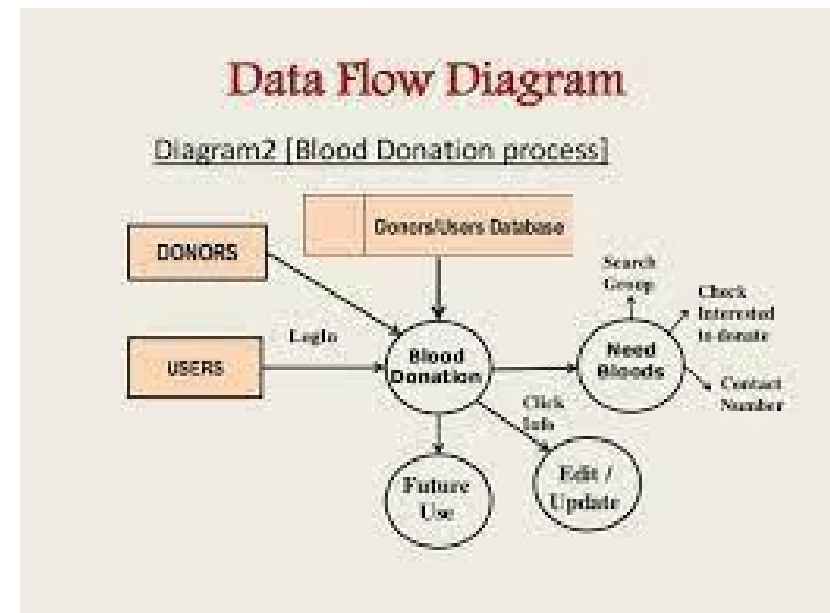 Data Flow Diagram
Diagram2 [Blood Donation process]
Donors/Users Database
DONORS
Search
Group
Check
Interested
to donate
LogIn
USERS
Blood
Donation
Need
Bloods
Contact
Number
Click
Info
Future
Use
Edit /
Update